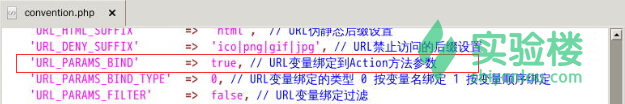 convention.php
'URL_HTML_SUFFIX' => 'html', // URL伪静态后缀设置
'URL_DENY_SUFFIX' => 'ico|png|gif|jpg', // URL禁止访问的后缀设置
'URL_PARAMS_BIND' => true, // URL变量绑定到Action方法参数
'URL_PARAMS_BIND_TYPE' => 0, // URL变量绑定的类型 0 按变量名绑定 1 按变量顺序绑定
'URL_PARAMS_FILTER' => false, // URL变量绑定过滤
实验楼